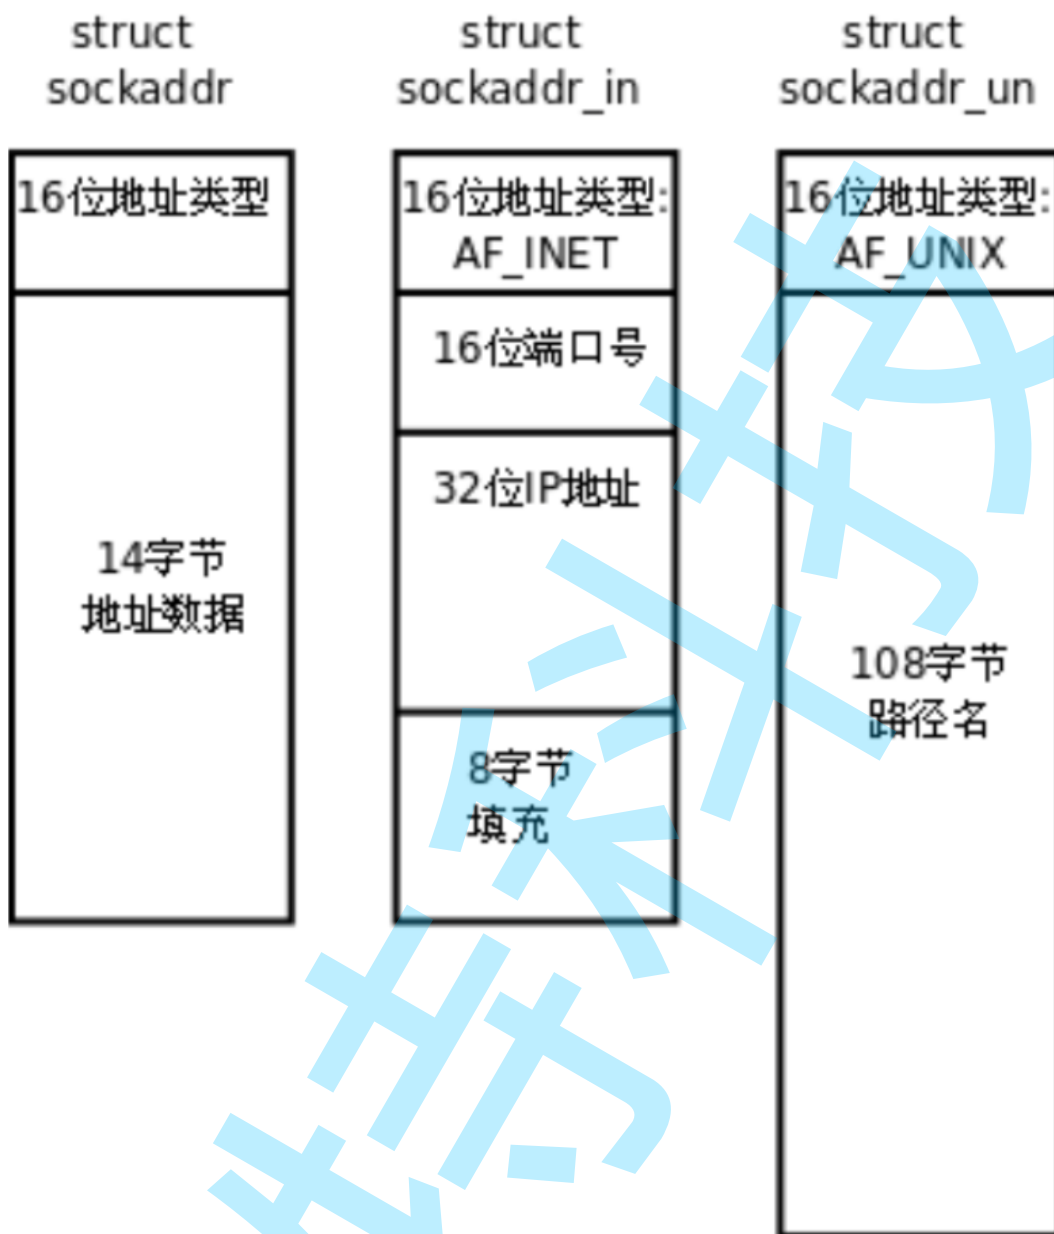 struct
sockaddr
16位地址类型
14字节
地址数据
struct
sockaddr_in
16位地址类型:
AF_INET
16位端口号
32位IP地址
8字节
填充
struct
sockaddr_un
16位地址类型:
AF_UNIX
108字节
路径名